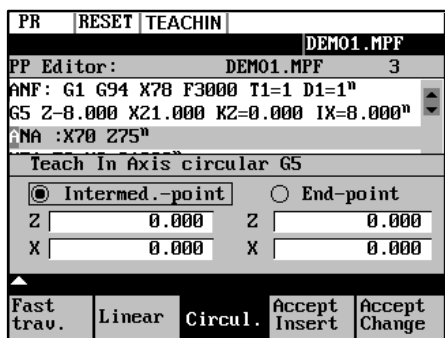 PR RESET TEACHIN
DEMO1.MPF
PP Editor: DEMO1.MPF 3
ANF: G1 G94 X78 F3000 T1=1 D1=1"
G5 Z-8.000 X21.000 KZ=0.000 IX=8.000"
ANA :X70 Z75"
Teach In Axis circular G5
Intermed.-point End-point
Z 0.000 Z 0.000
X 0.000 X 0.000
Fast trav. Linear Circul. Accept Insert Accept Change